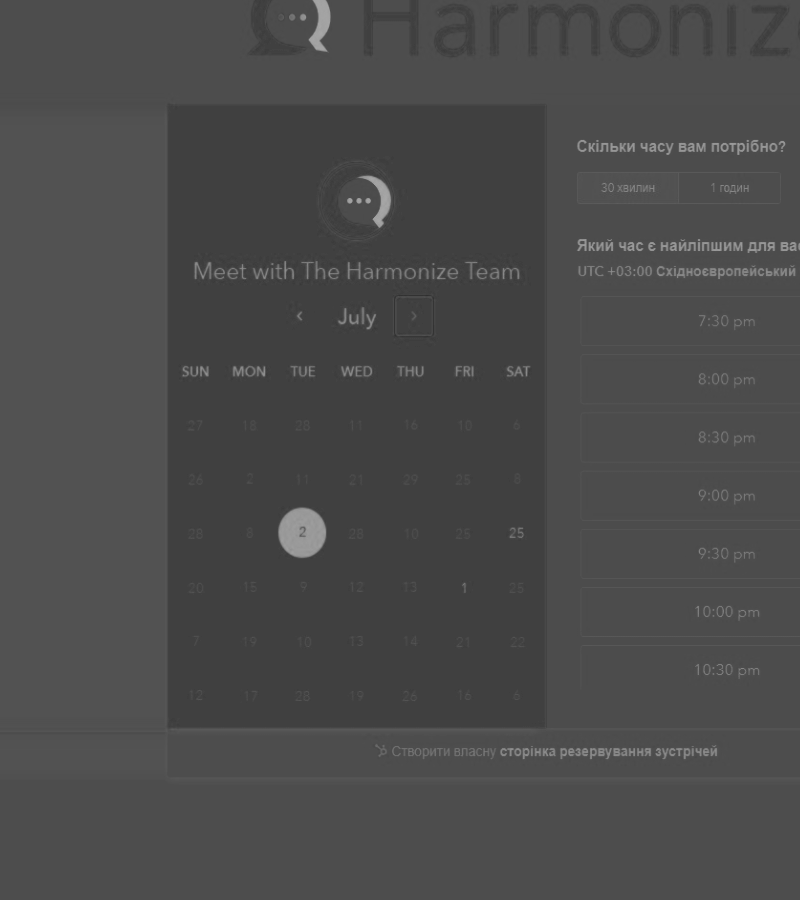 Harmoniz
Meet with The Harmonize Team
July
SUN MON TUE WED THU FRI SAT
27 18 28 11 16 10 6
26 2 11 21 29 25 8
28 8 2 28 18 25 25
20 15 9 12 13 1 25
7 19 10 13 14 21 22
12 17 28 19 26 16 6
Скільки часу вам потрібно?
30 хвилин 1 годин
Який час є найліпшим для
UTC +03:00 Східноєвропейський
7:30 pm
8:00 pm
8:30 pm
9:00 pm
9:30 pm
10:00 pm
10:30 pm
Створити власну сторінка резервування зустрічей